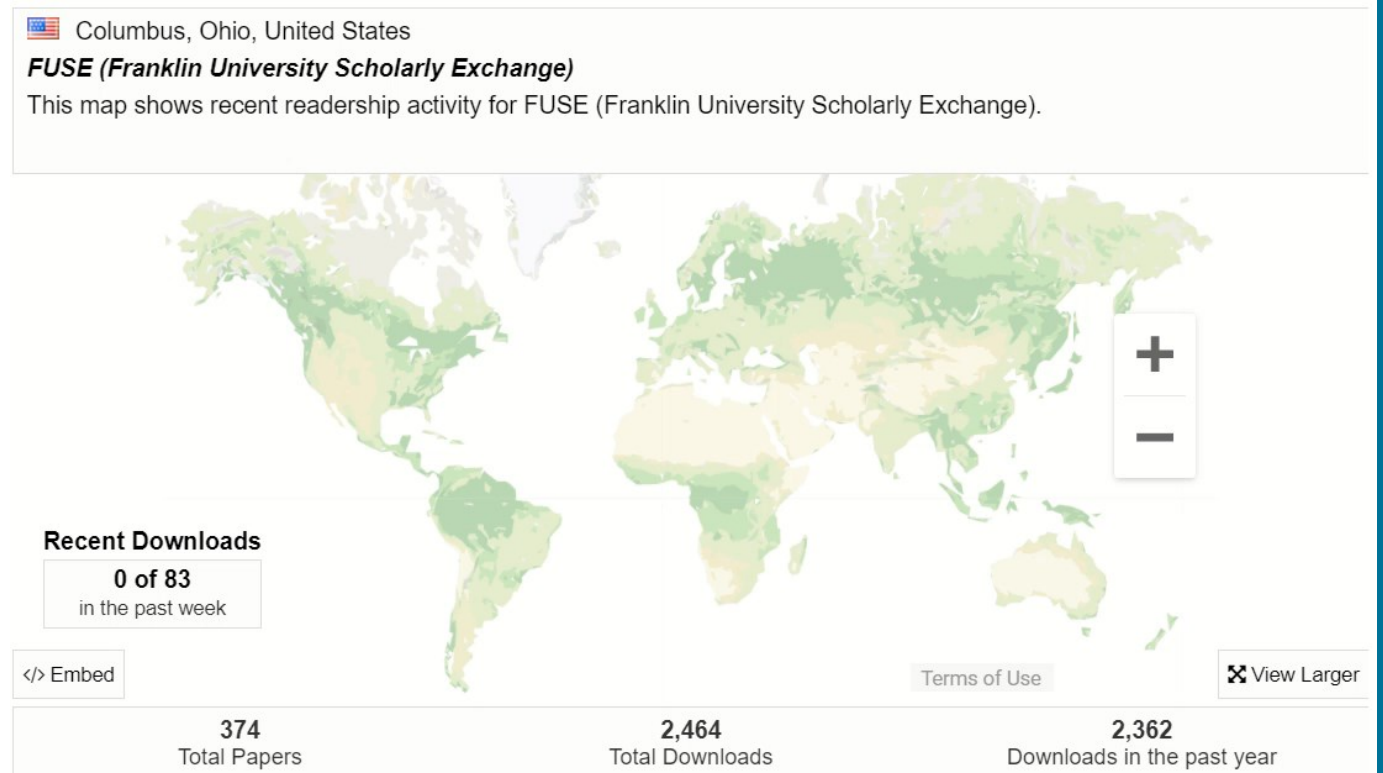 Columbus, Ohio, United States
FUSE (Franklin University Scholarly Exchange)
This map shows recent readership activity for FUSE (Franklin University Scholarly Exchange).
+
−
Recent Downloads
0 of 83
in the past week
</> Embed
Terms of Use
View Larger
374
Total Papers
2,464
Total Downloads
2,362
Downloads in the past year